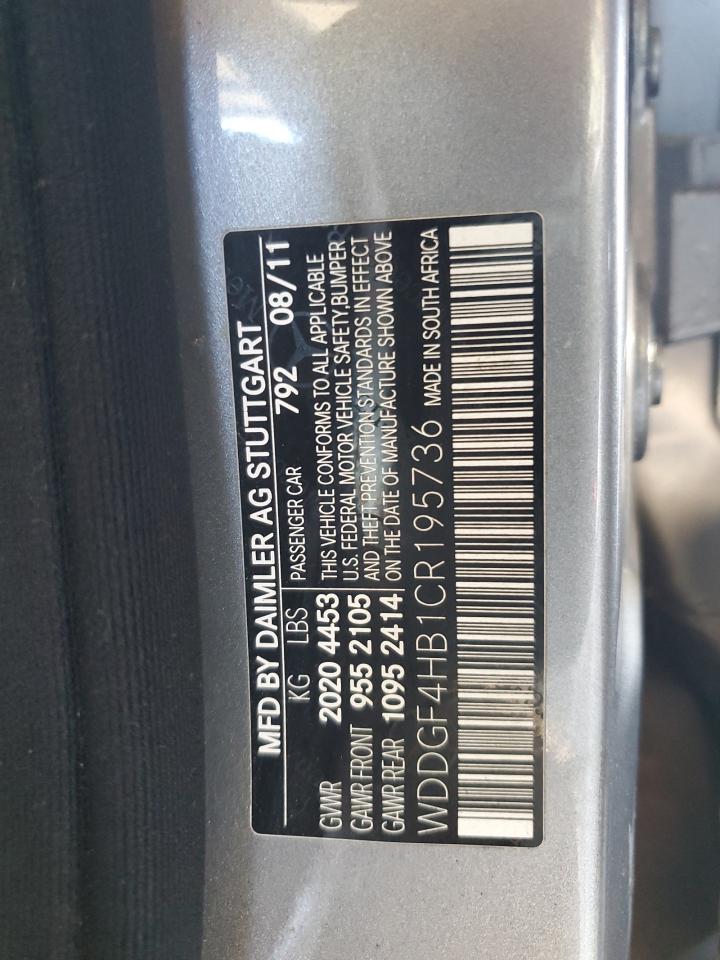 MFD BY DAIMLER AG STUTTGART
KG LBS PASSENGER CAR 792 08/11
GVWR 2020 4453 THIS VEHICLE CONFORMS TO ALL APPLICABLE
GAWR FRONT 955 2105 U.S. FEDERAL MOTOR VEHICLE SAFETY,BUMPER
AND THEFT PREVENTION STANDARDS IN EFFECT
GAWR REAR 1095 2414 ON THE DATE OF MANUFACTURE SHOWN ABOVE
WDDGF4HB1CR195736 MADE IN SOUTH AFRICA